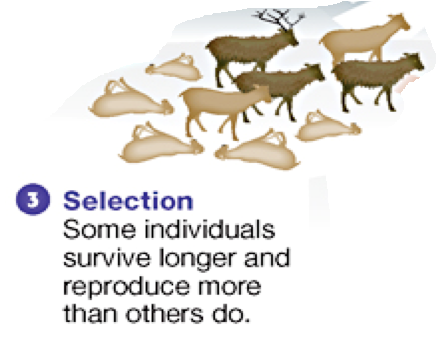 3 Selection
Some individuals
survive longer and
reproduce more
than others do.